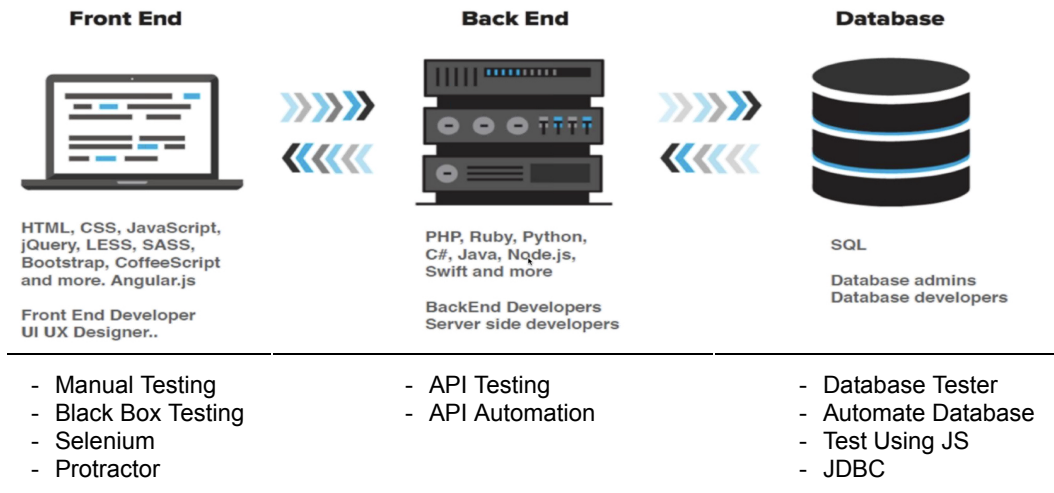 Front End
HTML, CSS, JavaScript,
jQuery, LESS, SASS,
Bootstrap, CoffeeScript
and more. Angular.js
Front End Developer
UI UX Designer..
- Manual Testing
- Black Box Testing
- Selenium
- Protractor
Back End
PHP, Ruby, Python,
C#, Java, Node.js,
Swift and more
BackEnd Developers
Server side developers
- API Testing
- API Automation
Database
SQL
Database admins
Database developers
- Database Tester
- Automate Database
- Test Using JS
- JDBC